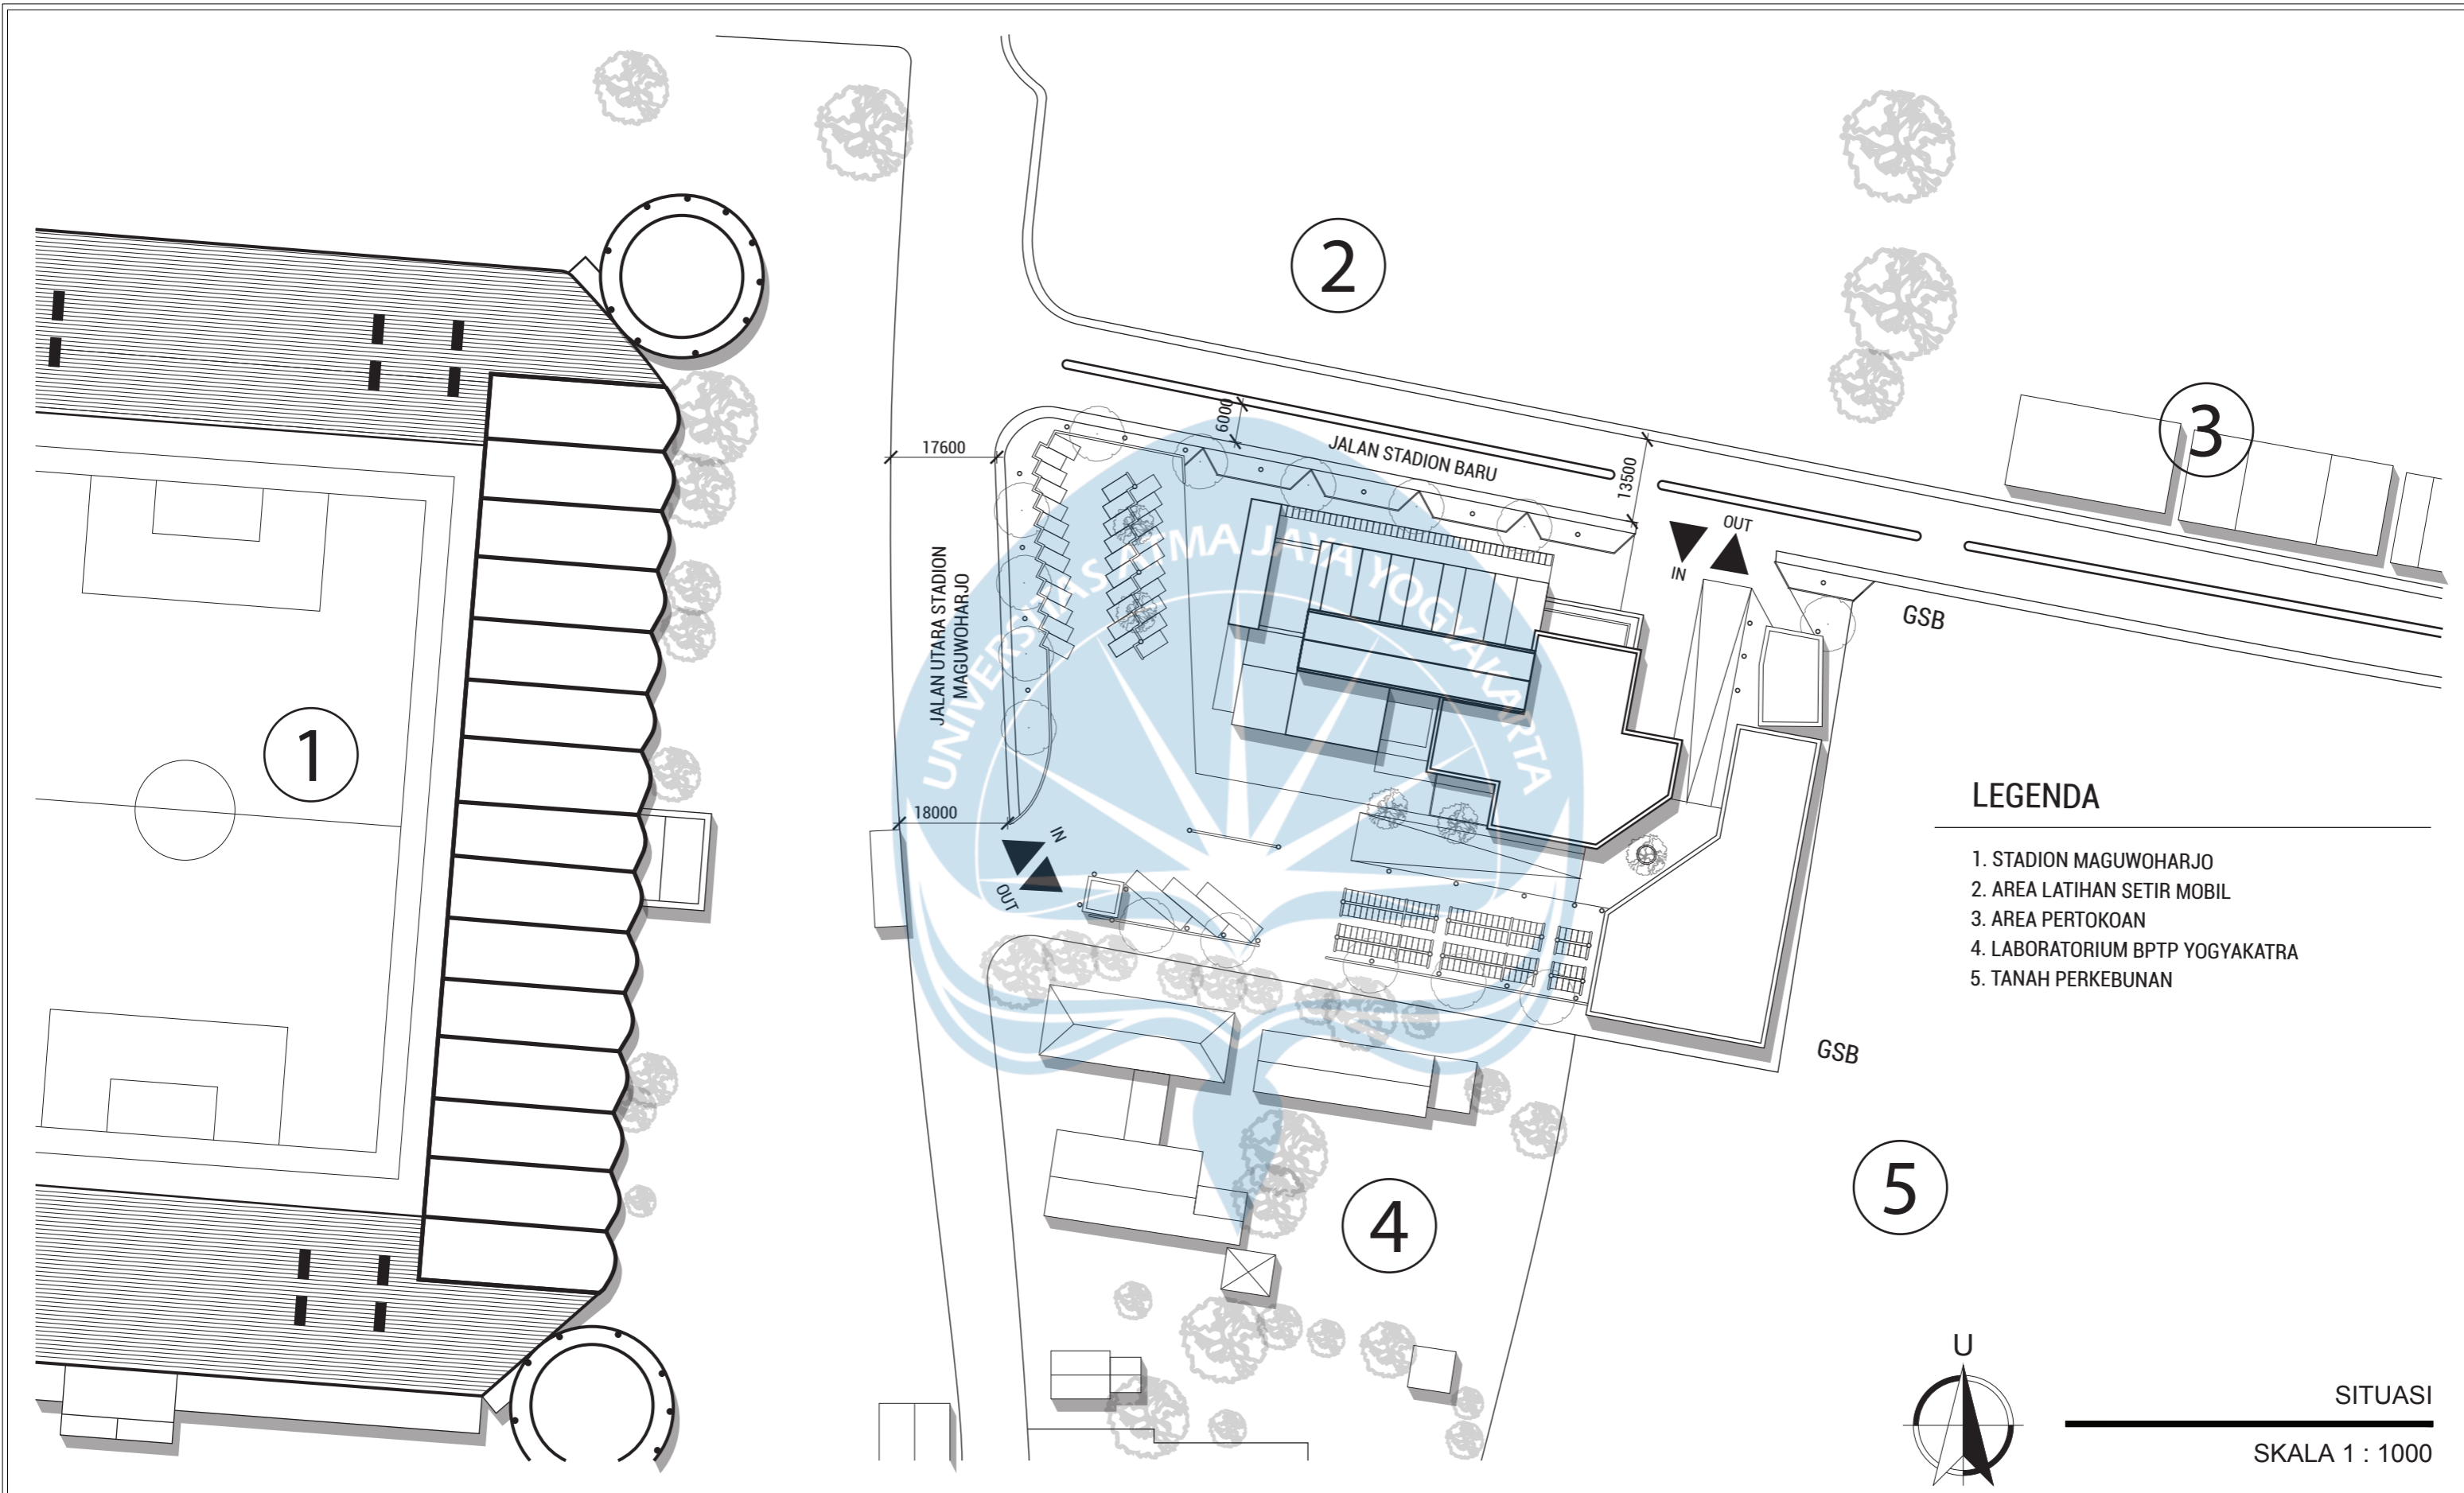 2
3
17600
6000
JALAN STADION BARU
13500
OUT
IN
GSB
JALAN UTARA STADION
MAGUWOHARJO
UNIVERSITAS ATMA JAYA YOGYAKARTA
1
18000
IN
OUT
LEGENDA
1. STADION MAGUWOHARJO
2. AREA LATIHAN SETIR MOBIL
3. AREA PERTOKOAN
4. LABORATORIUM BPTP YOGYAKATRA
5. TANAH PERKEBUNAN
GSB
4
5
U
SITUASI
SKALA 1 : 1000